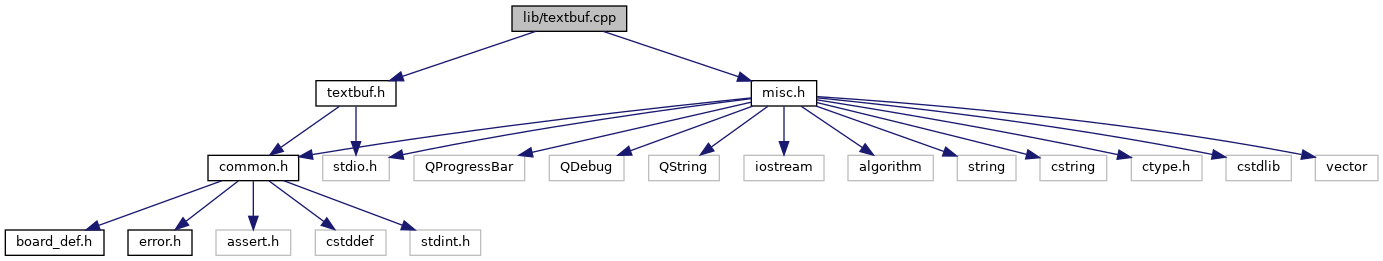 lib/textbuf.cpp
textbuf.h
misc.h
common.h
stdio.h
QProgressBar
QDebug
QString
iostream
algorithm
string
cstring
ctype.h
cstdlib
vector
board_def.h
error.h
assert.h
cstddef
stdint.h